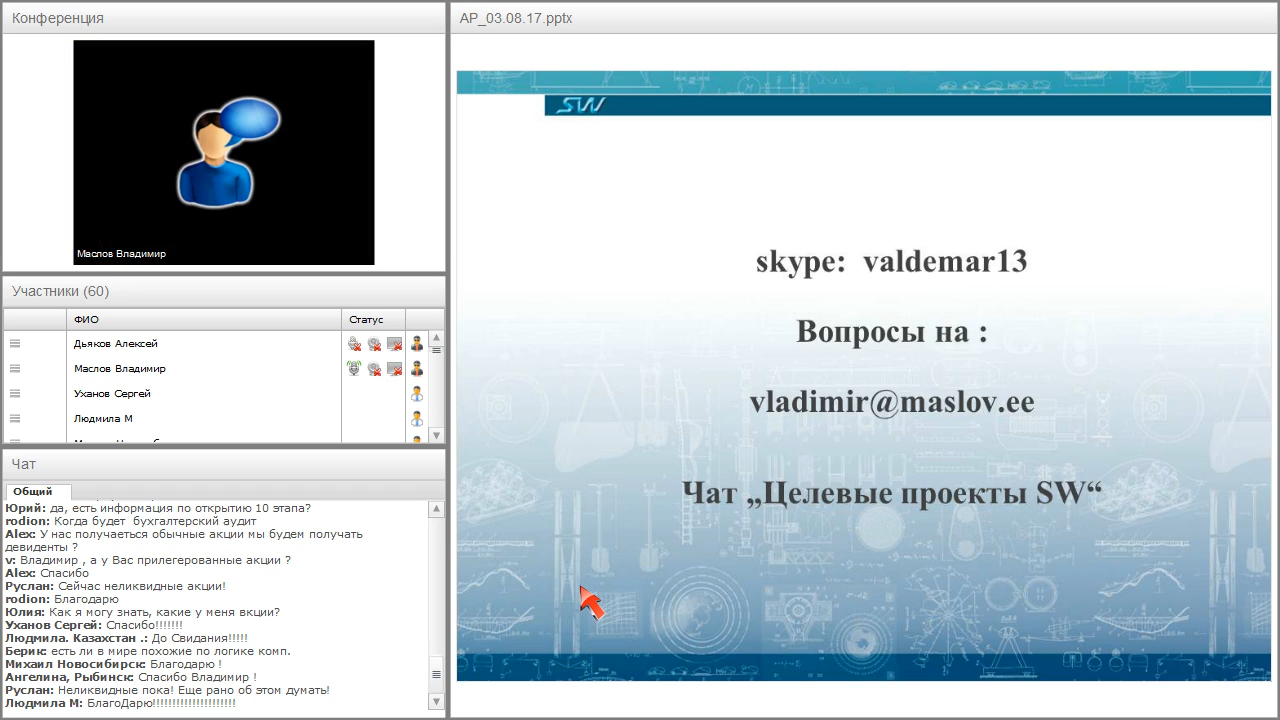 Конференция
Маслов Владимир
Участники (60)
ФИО
Статус
Дьяков Алексей
Маслов Владимир
Уханов Сергей
Людмила М
Чат
Общий
Юрий: да, есть информация по открытию 10 этапа?
rodion: Когда будет бухгалтерский аудит
Alex: У нас получаеться обычные акции мы будем получать
девиденты ?
v: Владимир , а у Вас прилегерованные акции ?
Alex: Спасибо
Руслан: Сейчас неликвидные акции!
rodion: Благодарю
Юлия: Как я могу знать, какие у меня вкции?
Уханов Сергей: Спасибо!!!!!!!
Людмила. Казахстан .: До Свидания!!!!!
Берик: есть ли в мире похожие по логике комп.
Михаил Новосибирск: Благодарю !
Ангелина, Рыбинск: Спасибо Владимир !
Руслан: Неликвидные пока! Еще рано об этом думать!
Людмила М: БлагоДарю!!!!!!!!!!!!!!!!!!!!!
AP_03.08.17.pptx
SW
skype: valdemar13
Вопросы на :
vladimir@maslov.ee
Чат „Целевые проекты SW“